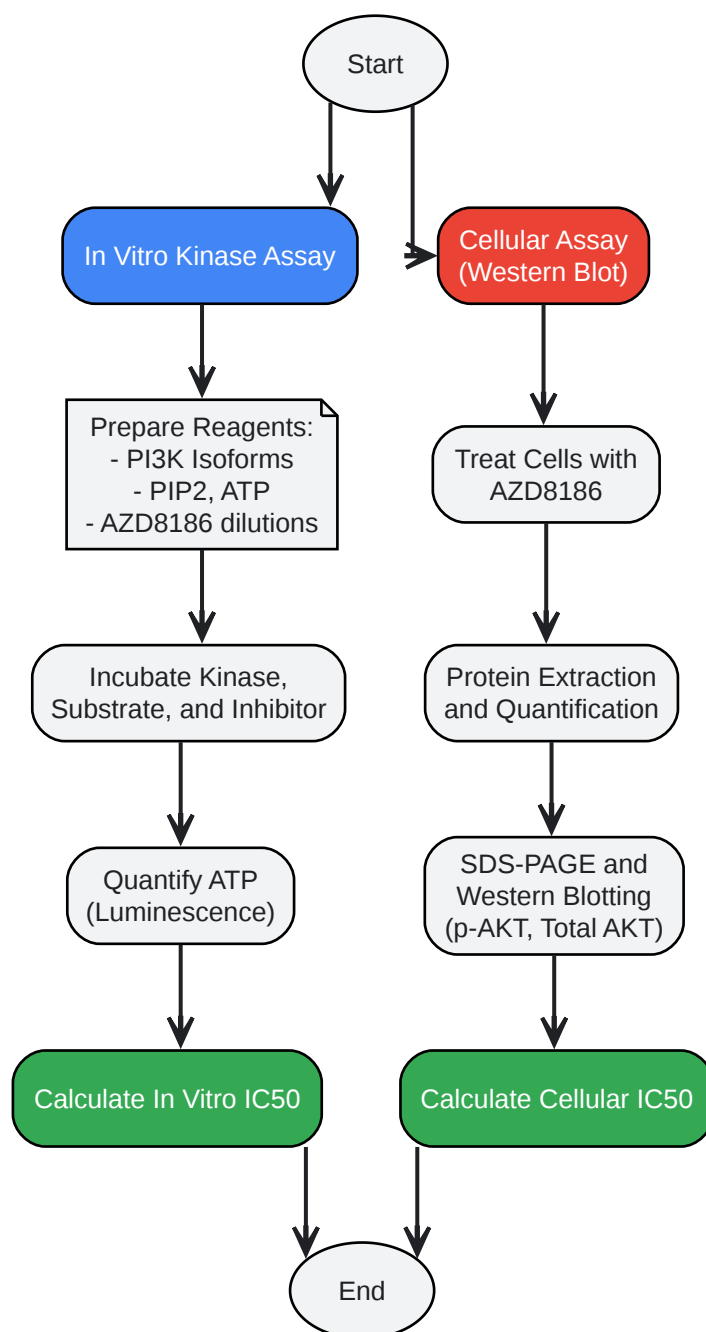 Start
In Vitro Kinase Assay
Cellular Assay
(Western Blot)
Prepare Reagents:
- PI3K Isoforms
- PIP2, ATP
- AZD8186 dilutions
Treat Cells with
AZD8186
Incubate Kinase,
Substrate, and Inhibitor
Protein Extraction
and Quantification
Quantify ATP
(Luminescence)
SDS-PAGE and
Western Blotting
(p-AKT, Total AKT)
Calculate In Vitro IC50
Calculate Cellular IC50
End